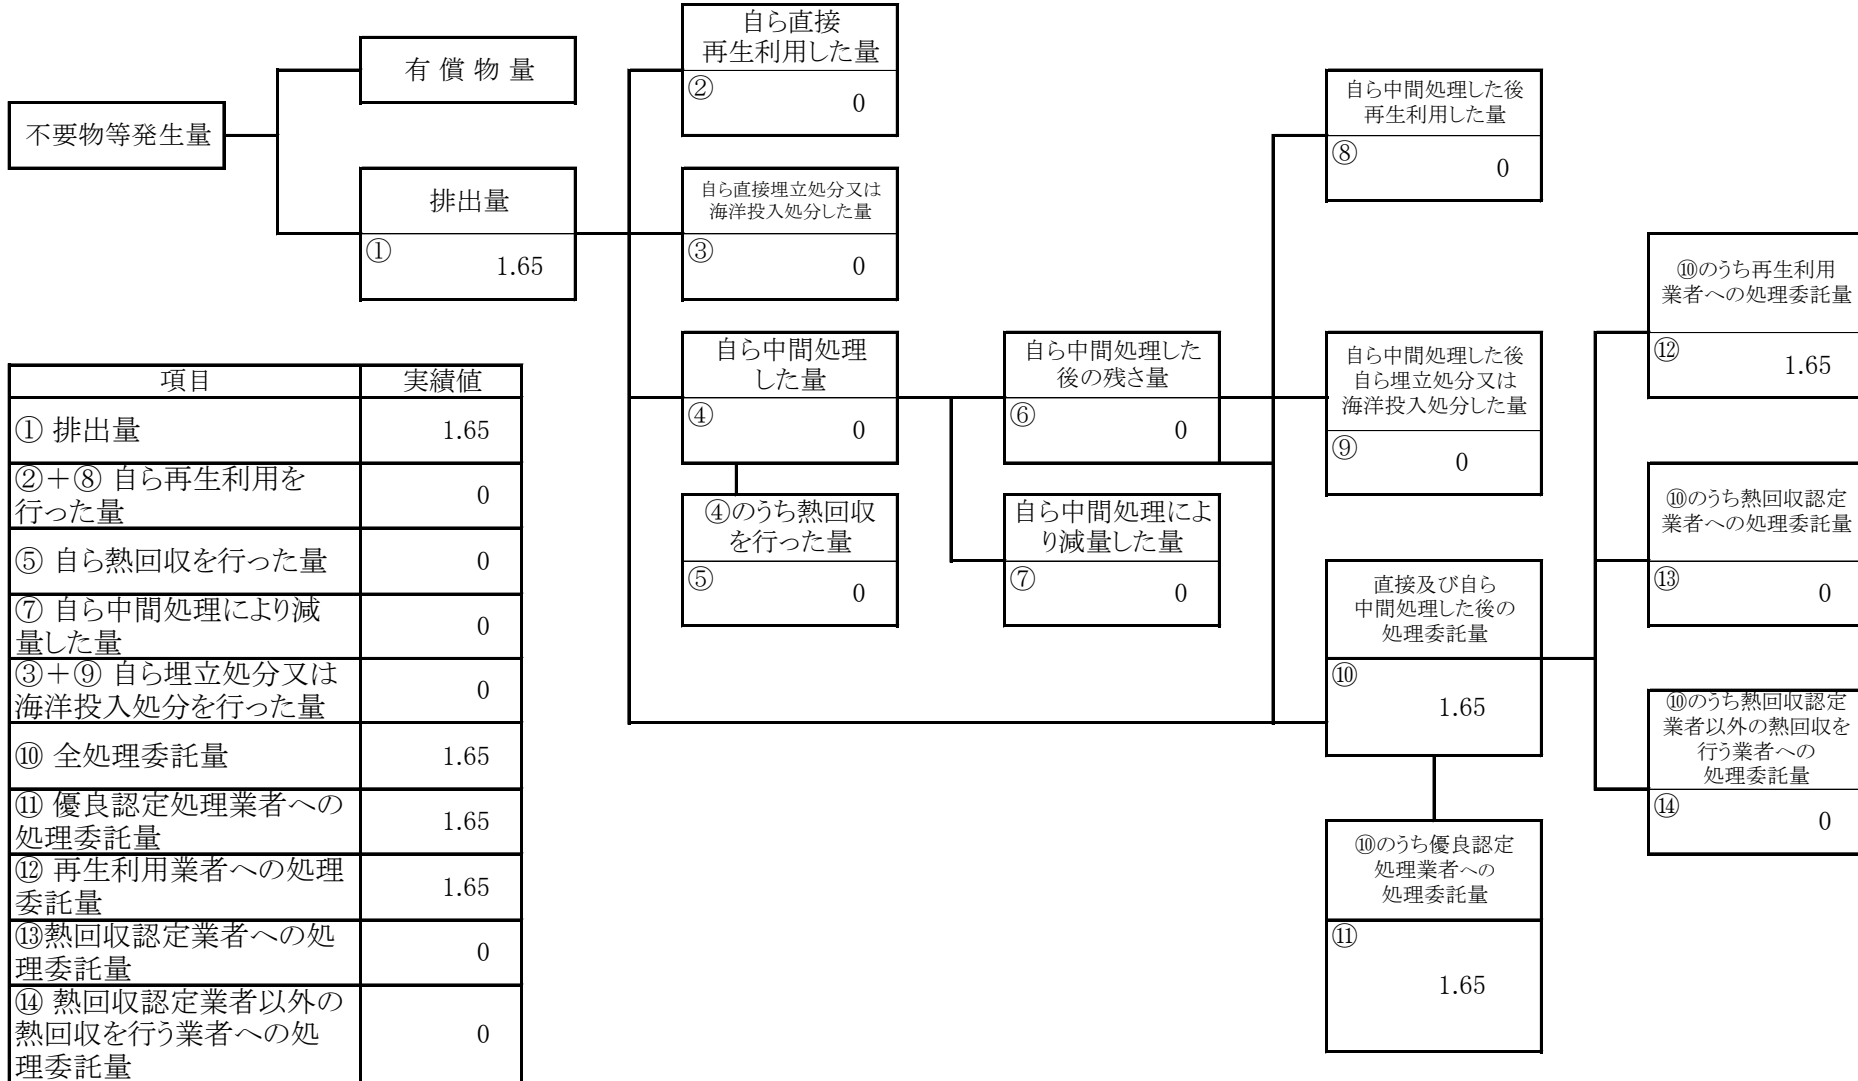 不要物等発生量
有 償 物 量
排出量
①
1.65
自ら直接
再生利用した量
②
0
自ら直接埋立処分又は
海洋投入処分した量
③
0
自ら中間処理
した量
④
0
④のうち熱回収
を行った量
⑤
0
自ら中間処理した
後の残さ量
⑥
0
自ら中間処理によ
り減量した量
⑦
0
自ら中間処理した後
再生利用した量
⑧
0
自ら中間処理した後
自ら埋立処分又は
海洋投入処分した量
⑨
0
直接及び自ら
中間処理した後の
処理委託量
⑩
1.65
⑩のうち優良認定
処理業者への
処理委託量
⑪
1.65
⑩のうち再生利用
業者への処理委託量
⑫
1.65
⑩のうち熱回収認定
業者への処理委託量
⑬
0
⑩のうち熱回収認定
業者以外の熱回収を
行う業者への
処理委託量
⑭
0
項目 実績値
① 排出量 1.65
②＋⑧ 自ら再生利用を
行った量 0
⑤ 自ら熱回収を行った量 0
⑦ 自ら中間処理により減
量した量 0
③＋⑨ 自ら埋立処分又は
海洋投入処分を行った量 0
⑩ 全処理委託量 1.65
⑪ 優良認定処理業者への
処理委託量 1.65
⑫ 再生利用業者への処理
委託量 1.65
⑬熱回収認定業者への処
理委託量 0
⑭ 熱回収認定業者以外の
熱回収を行う業者への処
理委託量 0